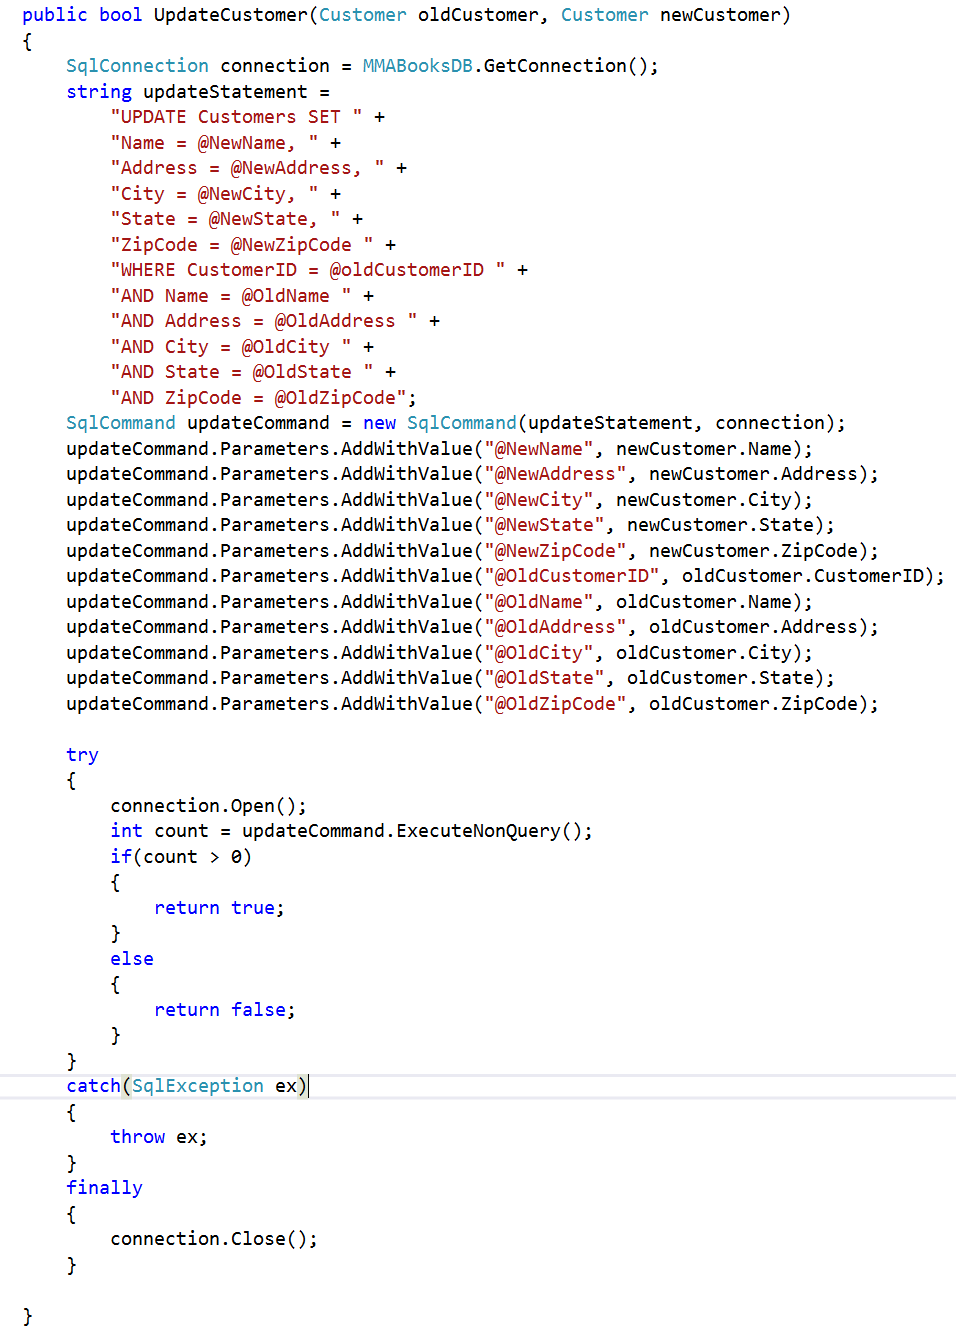 public bool UpdateCustomer(Customer oldCustomer, Customer newCustomer)
{
    SqlConnection connection = MMABooksDB.GetConnection();
    string updateStatement =
        "UPDATE Customers SET " +
        "Name = @NewName, " +
        "Address = @NewAddress, " +
        "City = @NewCity, " +
        "State = @NewState, " +
        "ZipCode = @NewZipCode " +
        "WHERE CustomerID = @oldCustomerID " +
        "AND Name = @OldName " +
        "AND Address = @OldAddress " +
        "AND City = @OldCity " +
        "AND State = @OldState " +
        "AND ZipCode = @OldZipCode";
    SqlCommand updateCommand = new SqlCommand(updateStatement, connection);
    updateCommand.Parameters.AddWithValue("@NewName", newCustomer.Name);
    updateCommand.Parameters.AddWithValue("@NewAddress", newCustomer.Address);
    updateCommand.Parameters.AddWithValue("@NewCity", newCustomer.City);
    updateCommand.Parameters.AddWithValue("@NewState", newCustomer.State);
    updateCommand.Parameters.AddWithValue("@NewZipCode", newCustomer.ZipCode);
    updateCommand.Parameters.AddWithValue("@OldCustomerID", oldCustomer.CustomerID);
    updateCommand.Parameters.AddWithValue("@OldName", oldCustomer.Name);
    updateCommand.Parameters.AddWithValue("@OldAddress", oldCustomer.Address);
    updateCommand.Parameters.AddWithValue("@OldCity", oldCustomer.City);
    updateCommand.Parameters.AddWithValue("@OldState", oldCustomer.State);
    updateCommand.Parameters.AddWithValue("@OldZipCode", oldCustomer.ZipCode);

    try
    {
        connection.Open();
        int count = updateCommand.ExecuteNonQuery();
        if(count > 0)
        {
            return true;
        }
        else
        {
            return false;
        }
    }
    catch(SqlException ex)
    {
        throw ex;
    }
    finally
    {
        connection.Close();
    }

}